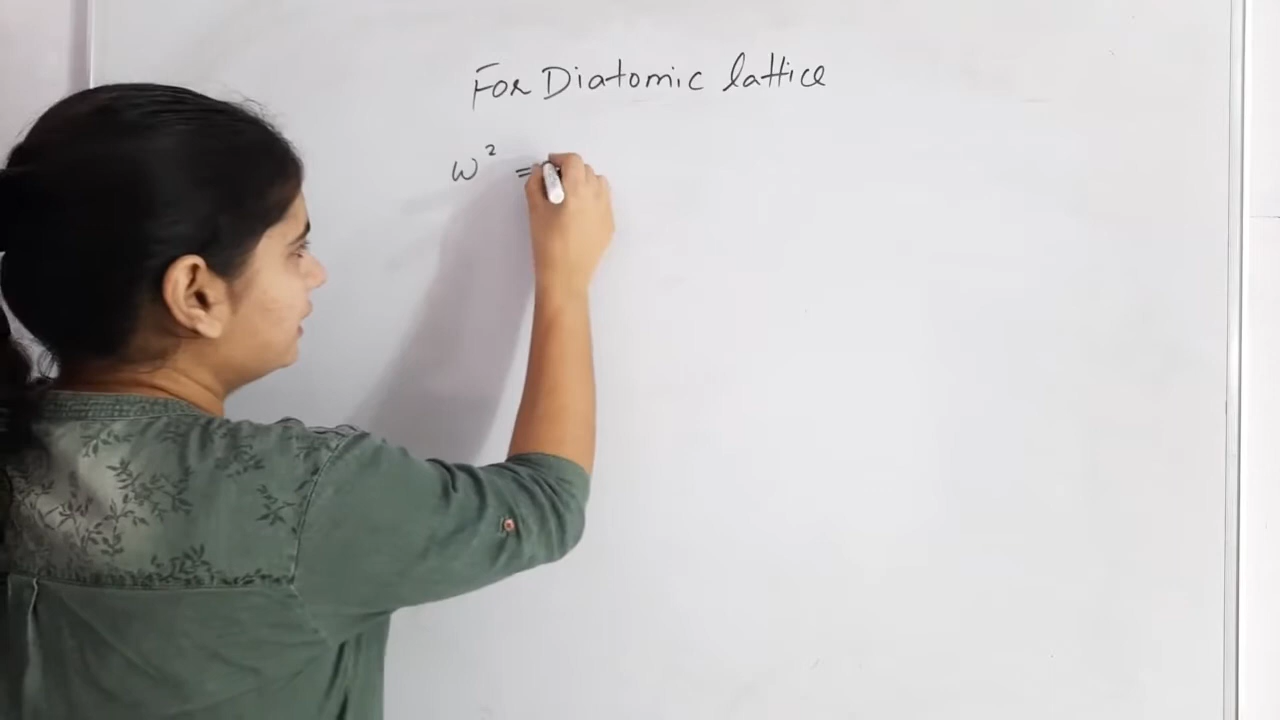 For Diatomic lattice
ω² =